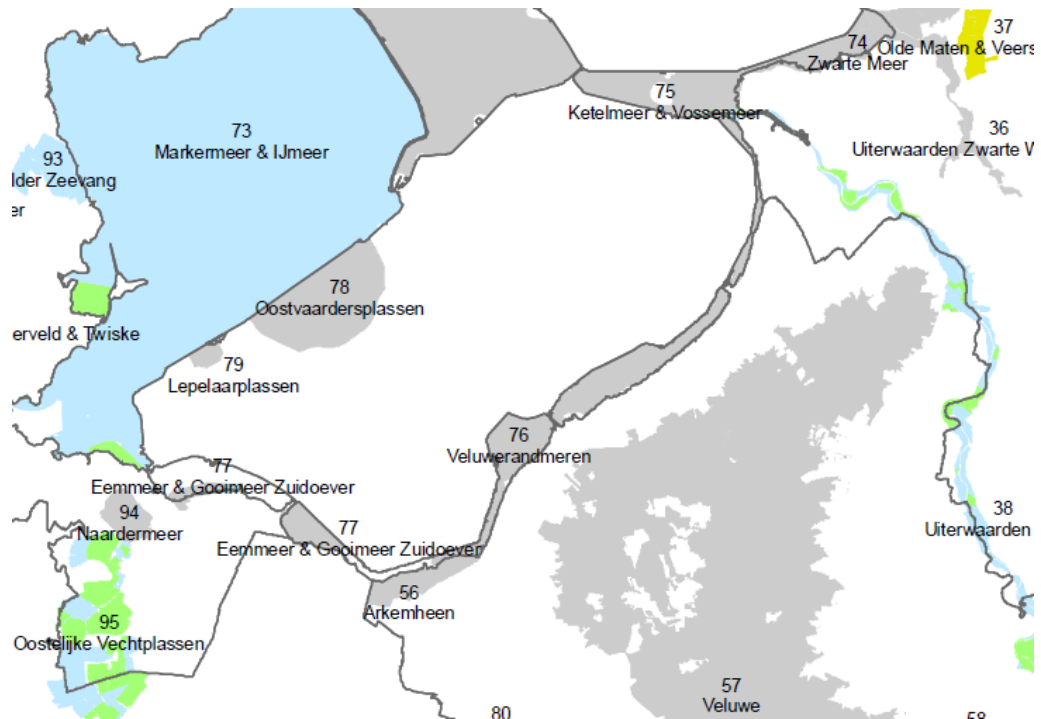 37
Olde Maten & Veers
74
Zwarte Meer
75
Ketelmeer & Vossemeer
73
Markermeer & IJmeer
36
Uiterwaarden Zwarte W
93
lder Zeevang
er
78
Oostvaardersplassen
erveld & Twiske
79
Lepelaarplassen
76
Veluwerandmeren
77
Eemmeer & Gooimeer Zuidoever
94
Naardermeer
38
Uiterwaarden
77
Eemmeer & Gooimeer Zuidoever
56
Arkemheen
95
Oostelijke Vechtplassen
57
Veluwe
80
58